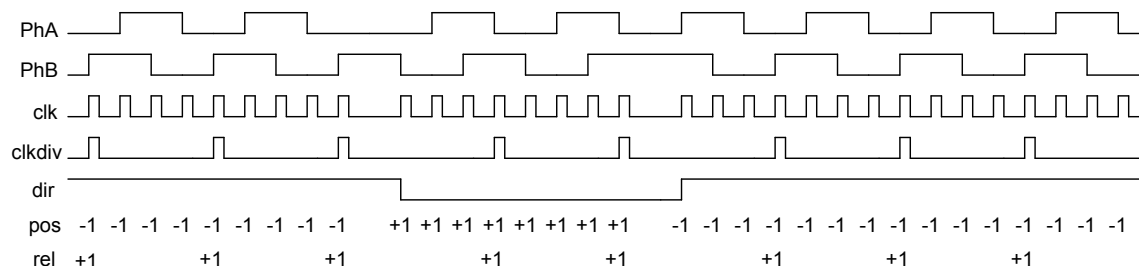 PhA
PhB
clk
clkdiv
dir
pos -1 -1 -1 -1 -1 -1 -1 -1 -1 +1 +1 +1 +1 +1 +1 +1 +1 -1 -1 -1 -1 -1 -1 -1 -1 -1 -1 -1 -1 -1 -1 -1
rel +1 +1 +1 +1 +1 +1 +1 +1